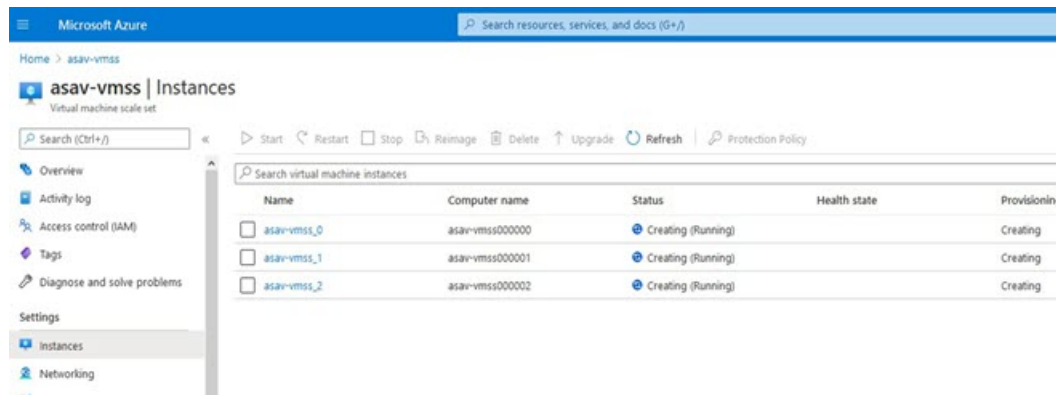 Microsoft Azure
Search resources, services, and docs (G+/)
Home > asav-vmss
asav-vmss | Instances
Virtual machine scale set
Search (Ctrl+/)
«
Start Restart Stop Reimage Delete Upgrade Refresh Protection Policy
Overview
Activity log
Access control (IAM)
Tags
Diagnose and solve problems
Settings
Instances
Networking
Search virtual machine instances
Name Computer name Status Health state Provisionin
asav-vmss_0 asav-vmss000000 Creating (Running) Creating
asav-vmss_1 asav-vmss000001 Creating (Running) Creating
asav-vmss_2 asav-vmss000002 Creating (Running) Creating